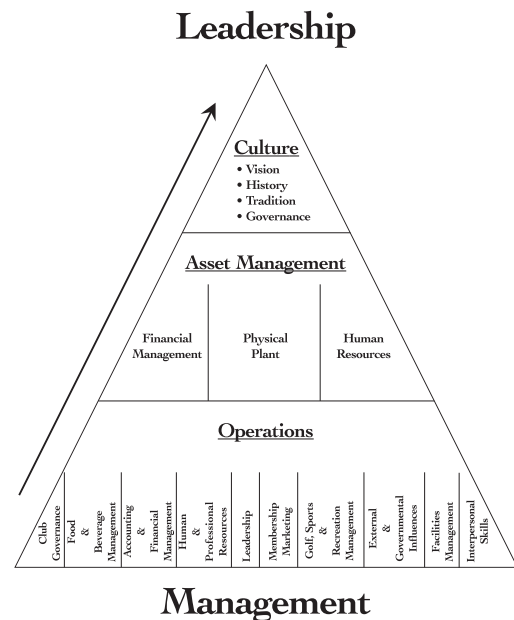 Leadership
Culture
• Vision
• History
• Tradition
• Governance
Asset Management
Financial
Management
Physical
Plant
Human
Resources
Operations
Club
Governance
Food
&
Beverage
Management
Accounting
&
Financial
Management
Human
&
Professional
Resources
Leadership
Membership
Marketing
Golf, Sports
&
Recreation
Management
External
&
Governmental
Influences
Facilities
Management
Interpersonal
Skills
Management